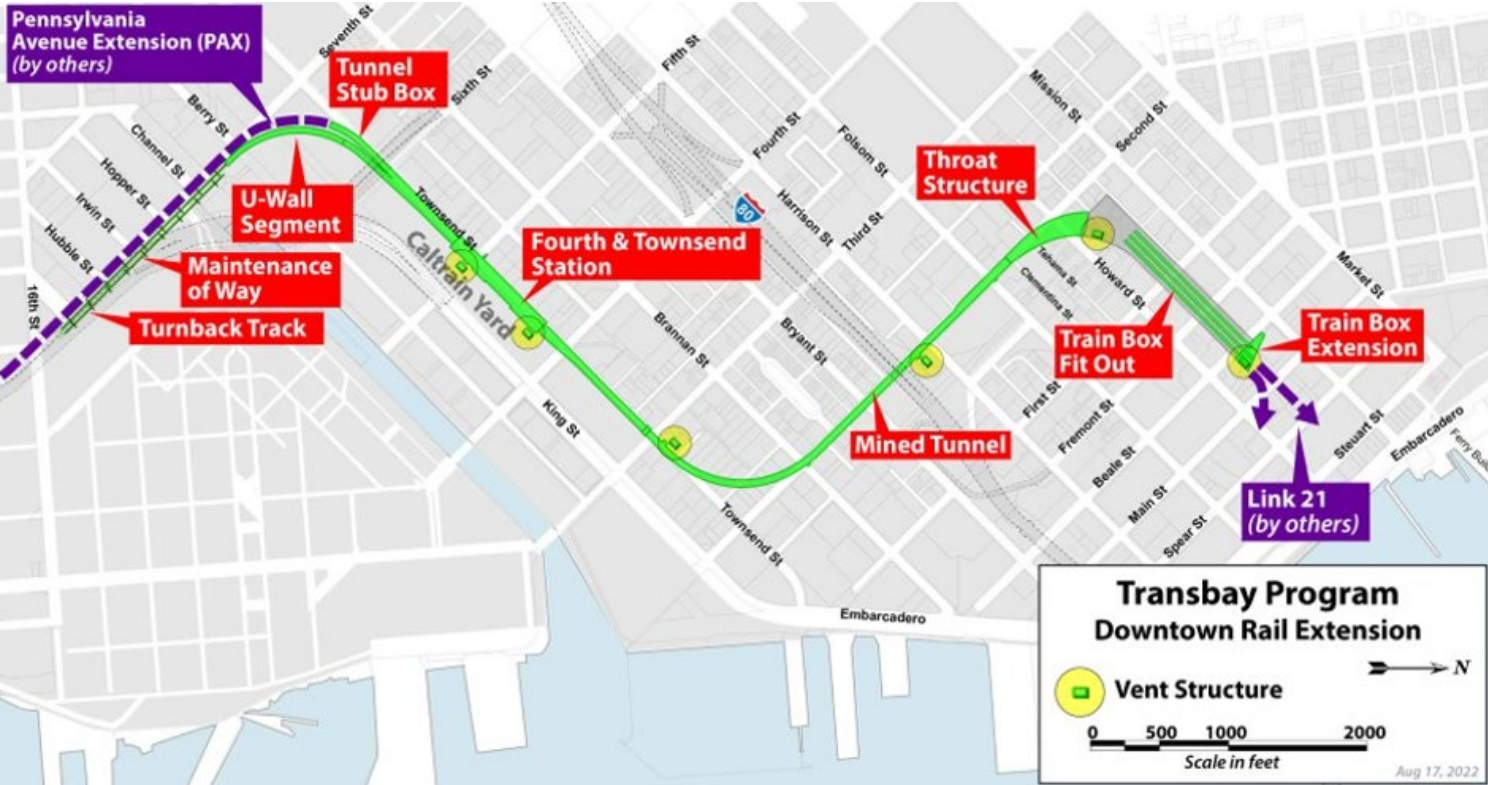 Pennsylvania
Avenue Extension (PAX)
(by others)
Seventh St
Tunnel
Stub Box
Sixth St
Fifth St
Berry St
Channel St
Hopper St
Irwin St
Hubble St
16th St
U-Wall
Segment
Maintenance
of Way
Turnback Track
Townsend St
Caltrain Yard
Fourth & Townsend
Station
Fourth St
Folsom St
80
Harrison St
Third St
Brannan St
Bryant St
King St
Townsend St
Mission St
Second St
Throat
Structure
Tehama St
Clementina St
Howard St
Market St
Train Box
Fit Out
Train Box
Extension
Mined Tunnel
First St
Fremont St
Beale St
Main St
Spear St
Steuart St
Embarcadero
Link 21
(by others)
Embarcadero
Transbay Program
Downtown Rail Extension
N
Vent Structure
0 500 1000 2000
Scale in feet
Aug 17, 2022